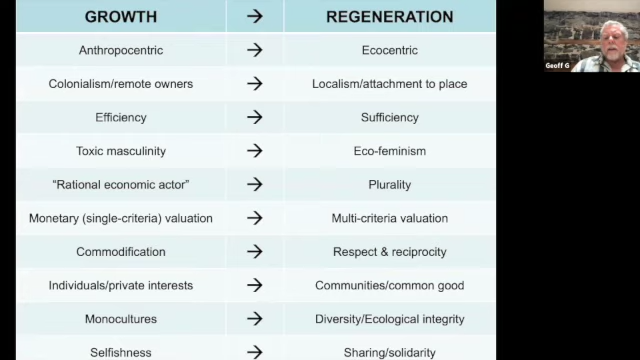 GROWTH → REGENERATION
Anthropocentric → Ecocentric
Colonialism/remote owners → Localism/attachment to place
Efficiency → Sufficiency
Toxic masculinity → Eco-feminism
“Rational economic actor” → Plurality
Monetary (single-criteria) valuation → Multi-criteria valuation
Commodification → Respect & reciprocity
Individuals/private interests → Communities/common good
Monocultures → Diversity/Ecological integrity
Selfishness → Sharing/solidarity
Geoff G